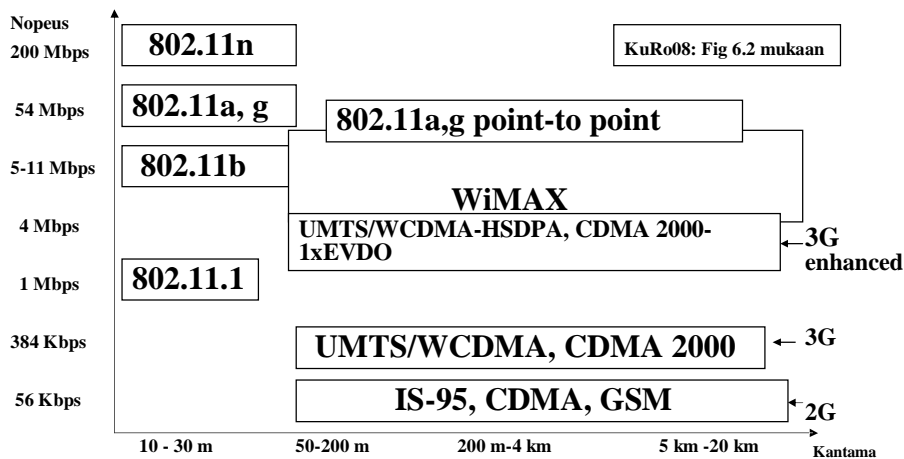 Nopeus
200 Mbps
802.11n
KuRo08: Fig 6.2 mukaan
54 Mbps
802.11a, g
802.11a,g point-to point
5-11 Mbps
802.11b
WiMAX
4 Mbps
UMTS/WCDMA-HSDPA, CDMA 2000-
1xEVDO
3G
enhanced
1 Mbps
802.11.1
384 Kbps
UMTS/WCDMA, CDMA 2000
3G
56 Kbps
IS-95, CDMA, GSM
2G
10 - 30 m
50-200 m
200 m-4 km
5 km -20 km
Kantama